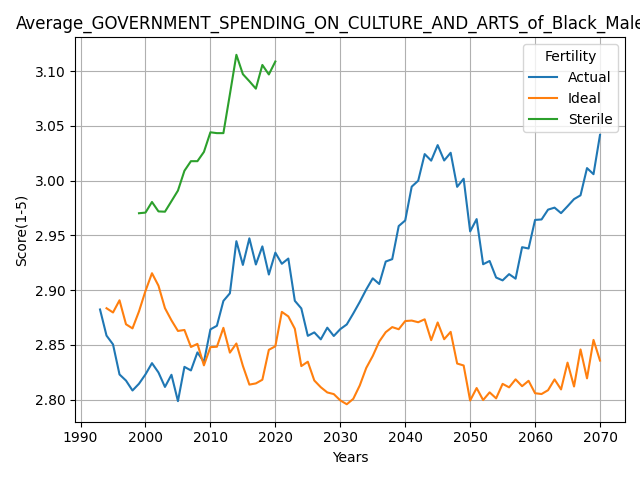 Average_GOVERNMENT_SPENDING_ON_CULTURE_AND_ARTS_of_Black_Male
Fertility
Actual
Ideal
Sterile
Score(1-5)
3.10
3.05
3.00
2.95
2.90
2.85
2.80
1990 2000 2010 2020 2030 2040 2050 2060 2070
Years